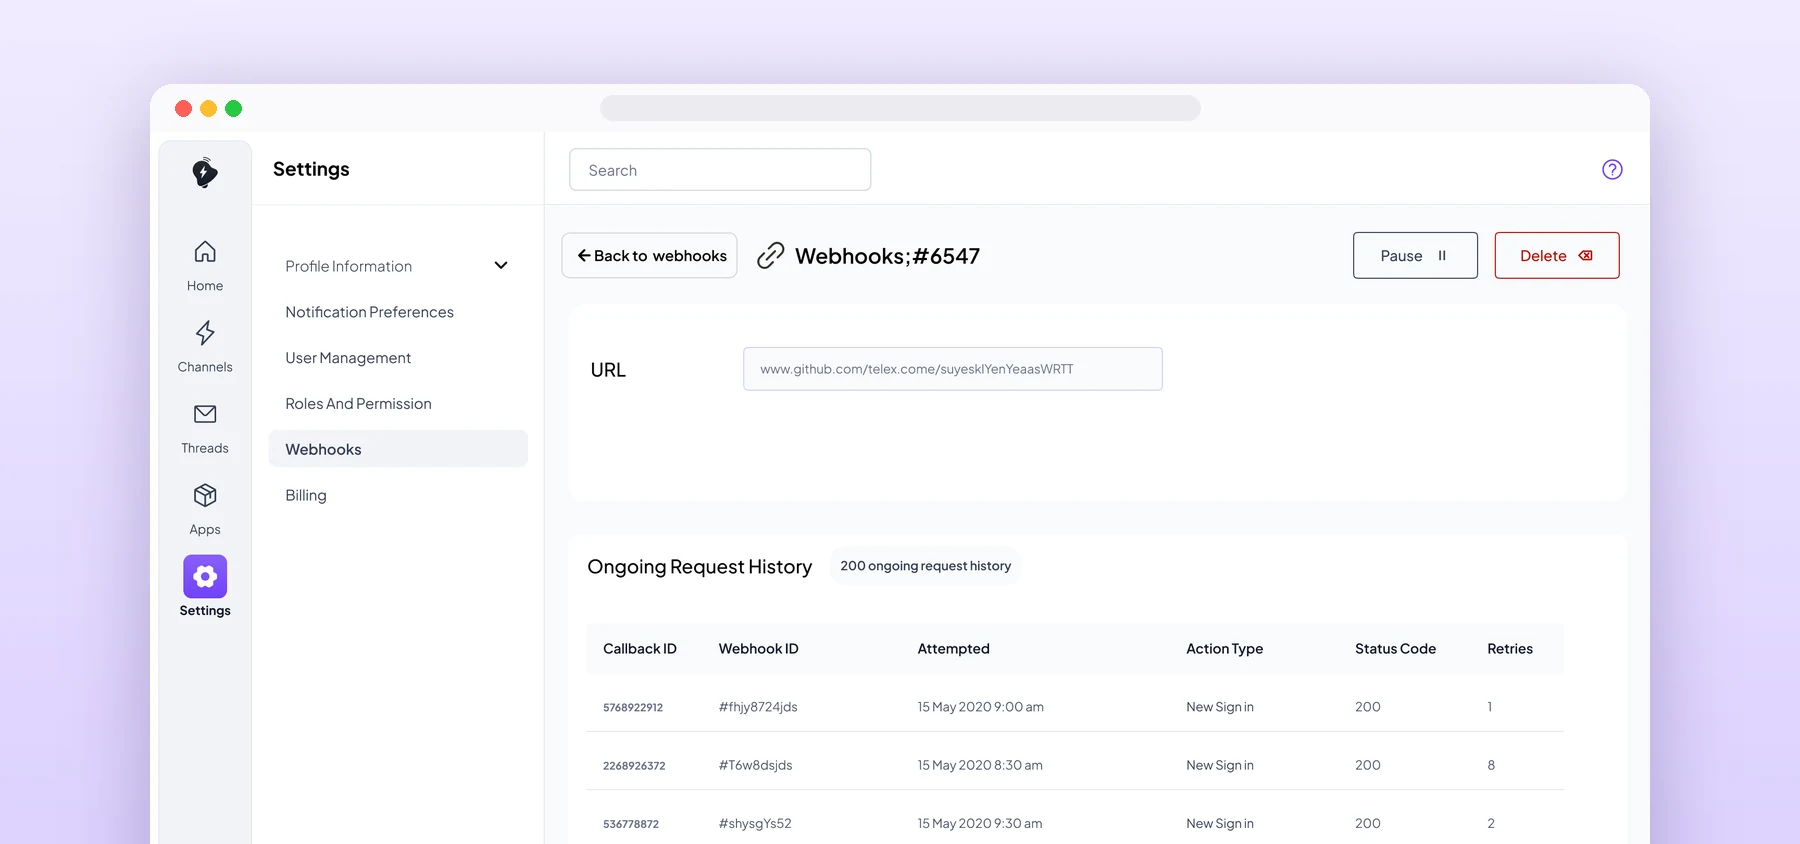 Settings
Search
Home
Channels
Threads
Apps
Settings
Profile Information
Notification Preferences
User Management
Roles And Permission
Webhooks
Billing
Back to webhooks
Webhooks;#6547
Pause
Delete
URL
www.github.com/telex.come/suyesklYenYeaasWRTT
Ongoing Request History
200 ongoing request history
Callback ID Webhook ID Attempted Action Type Status Code Retries
5768922912 #fhjy8724jds 15 May 2020 9:00 am New Sign in 200 1
2268926372 #T6w8dsjds 15 May 2020 8:30 am New Sign in 200 8
536778872 #shysgYs52 15 May 2020 9:30 am New Sign in 200 2